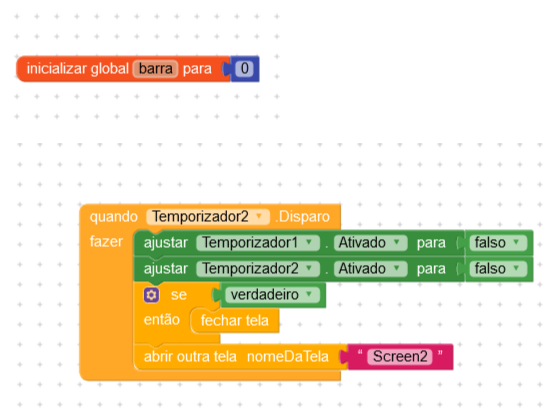 inicializar global barra para 0
quando Temporizador2 .Disparo
fazer ajustar Temporizador1 . Ativado para falso
ajustar Temporizador2 . Ativado para falso
se verdadeiro
então fechar tela
abrir outra tela nomeDaTela " Screen2 "